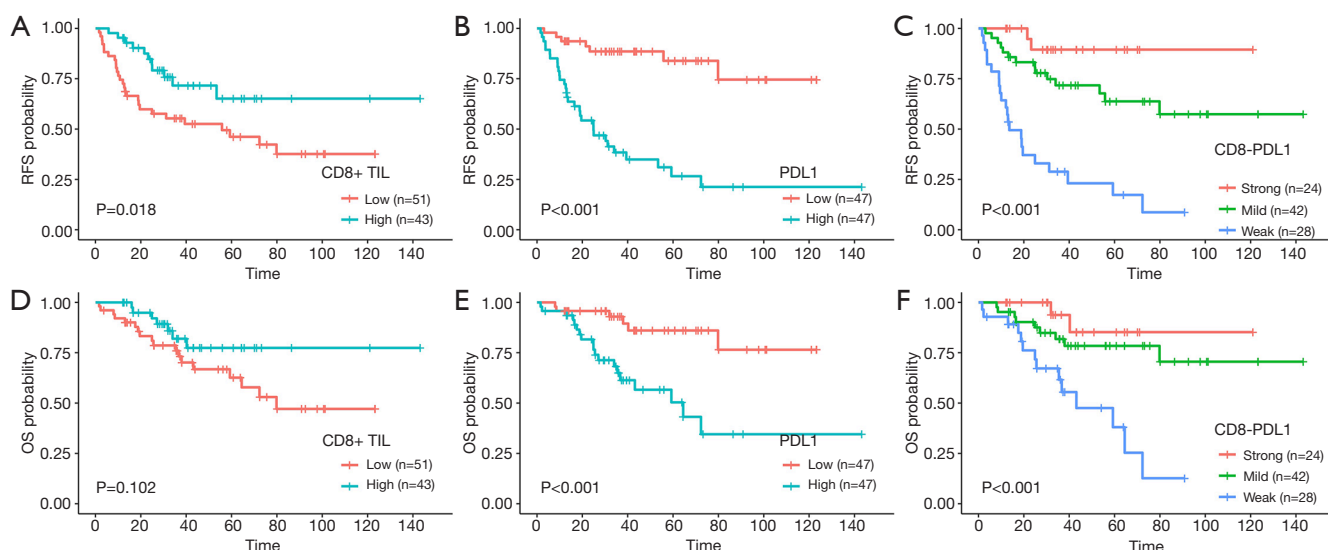 A
RFS probability
1.00
0.75
0.50
0.25
0.00
CD8+ TIL
Low (n=51)
High (n=43)
P=0.018
0 20 40 60 80 100 120 140
Time
B
RFS probability
1.00
0.75
0.50
0.25
0.00
PDL1
Low (n=47)
High (n=47)
P<0.001
0 20 40 60 80 100 120 140
Time
C
RFS probability
1.00
0.75
0.50
0.25
0.00
CD8-PDL1
Strong (n=24)
Mild (n=42)
Weak (n=28)
P<0.001
0 20 40 60 80 100 120 140
Time
D
OS probability
1.00
0.75
0.50
0.25
0.00
CD8+ TIL
Low (n=51)
High (n=43)
P=0.102
0 20 40 60 80 100 120 140
Time
E
OS probability
1.00
0.75
0.50
0.25
0.00
PDL1
Low (n=47)
High (n=47)
P<0.001
0 20 40 60 80 100 120 140
Time
F
OS probability
1.00
0.75
0.50
0.25
0.00
CD8-PDL1
Strong (n=24)
Mild (n=42)
Weak (n=28)
P<0.001
0 20 40 60 80 100 120 140
Time